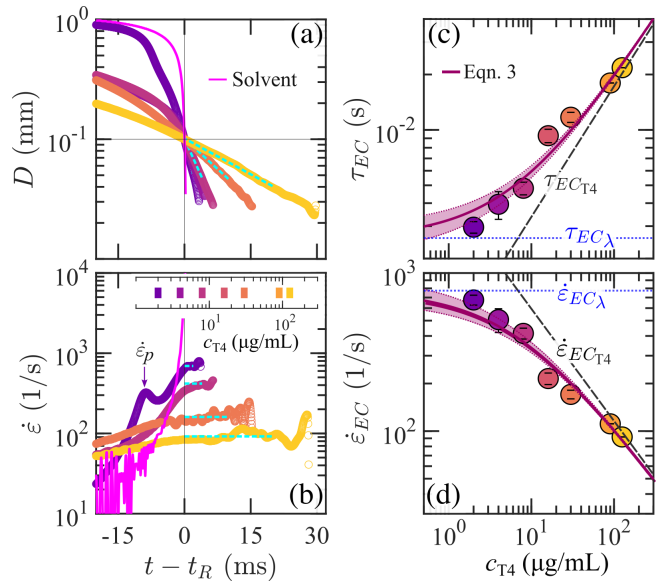 10^0
10^-1
10^-2
D (mm)
(a)
Solvent
10^4
10^3
10^2
10^1
ε̇ (1/s)
10^1 10^2
c_T4 (μg/mL)
ε̇_p
(b)
-15 0 15 30
t − t_R (ms)
(c)
Eqn. 3
10^-2
τ_EC (s)
τ_EC_T4
τ_EC_λ
10^3
10^2
ε̇_EC (1/s)
ε̇_EC_λ
ε̇_EC_T4
(d)
10^0 10^1 10^2
c_T4 (μg/mL)